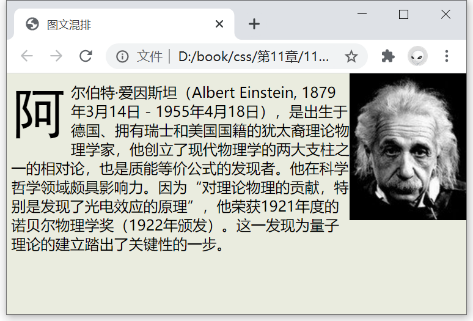 图文混排
文件 | D:/book/css/第11章/11...
阿尔伯特·爱因斯坦（Albert Einstein, 1879
年3月14日 - 1955年4月18日），是出生于
德国、拥有瑞士和美国国籍的犹太裔理论物
理学家，他创立了现代物理学的两大支柱之
一的相对论，也是质能等价公式的发现者。他在科学
哲学领域颇具影响力。因为“对理论物理的贡献，特
别是发现了光电效应的原理”，他荣获1921年度的
诺贝尔物理学奖（1922年颁发）。这一发现为量子
理论的建立踏出了关键性的一步。